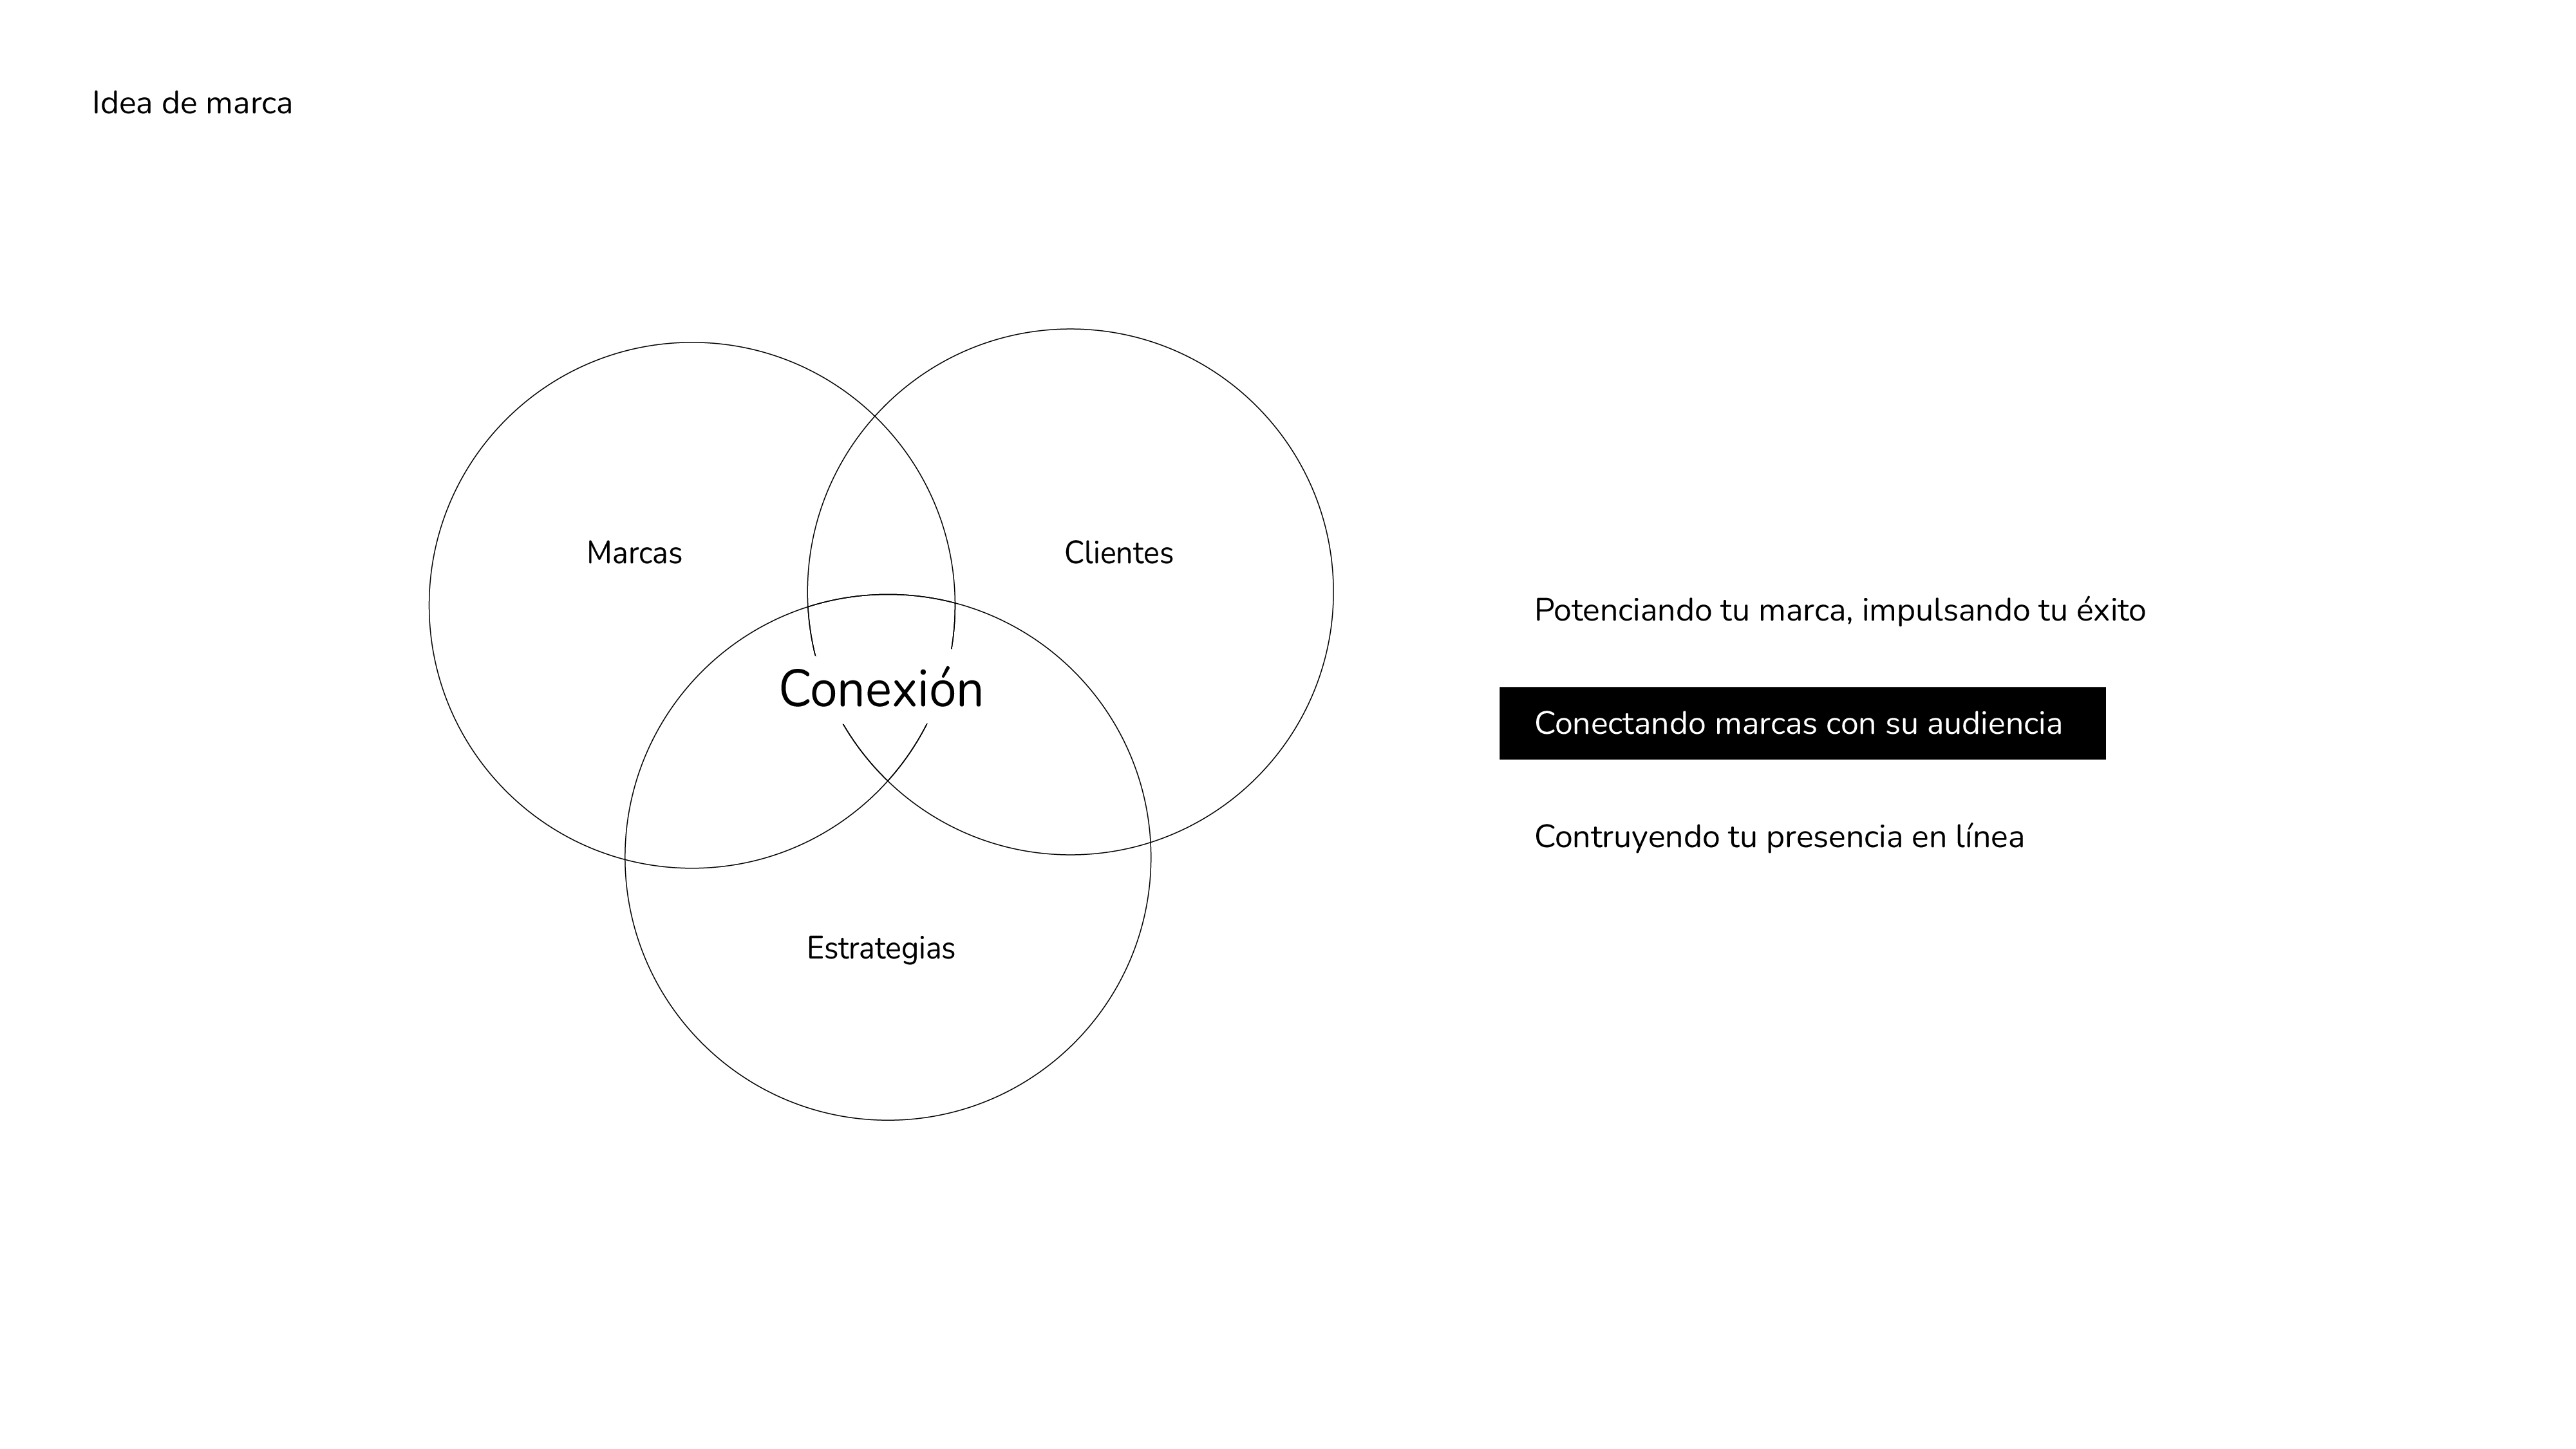 Idea de marca
Marcas
Clientes
Conexión
Estrategias
Potenciando tu marca, impulsando tu éxito
Conectando marcas con su audiencia
Contruyendo tu presencia en línea